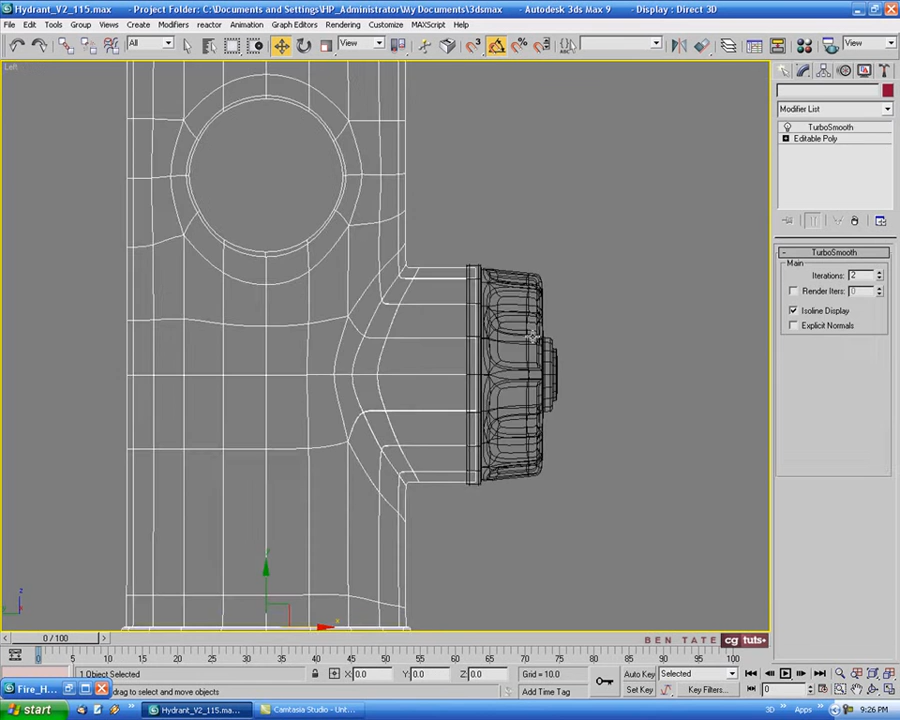 Hydrant_V2_115.max - Project Folder: C:\Documents and Settings\HP_Administrator\My Documents\3dsmax - Autodesk 3ds Max 9 - Display : Direct 3D
File Edit Tools Group Views Create Modifiers reactor Animation Graph Editors Rendering Customize MAXScript Help
All View View
Left
Modifier List
TurboSmooth
Editable Poly
TurboSmooth
Main
Iterations: 2
Render Iters: 0
Isoline Display
Explicit Normals
z
y
x
BEN TATE cg tuts+
0 / 100
0 5 10 15 20 25 30 35 40 45 50 55 60 65 70 75 80 85 90 95 100
1 Object Selected X: 0.0 Y: 0.0 Z: 0.0 Grid = 10.0 Auto Key Selected
Fire_H... drag to select and move objects Add Time Tag Set Key Key Filters... 0
start Hydrant_V2_115.ma... Camtasia Studio - Unt... 3D Apps 9:26 PM